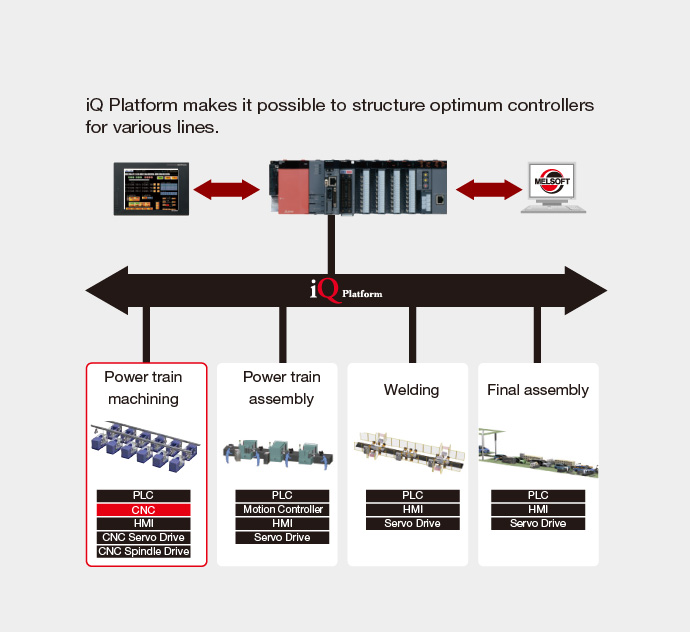 iQ Platform makes it possible to structure optimum controllers
for various lines.
MELSOFT
iQ Platform
Power train
machining
PLC
CNC
HMI
CNC Servo Drive
CNC Spindle Drive
Power train
assembly
PLC
Motion Controller
HMI
Servo Drive
Welding
PLC
HMI
Servo Drive
Final assembly
PLC
HMI
Servo Drive